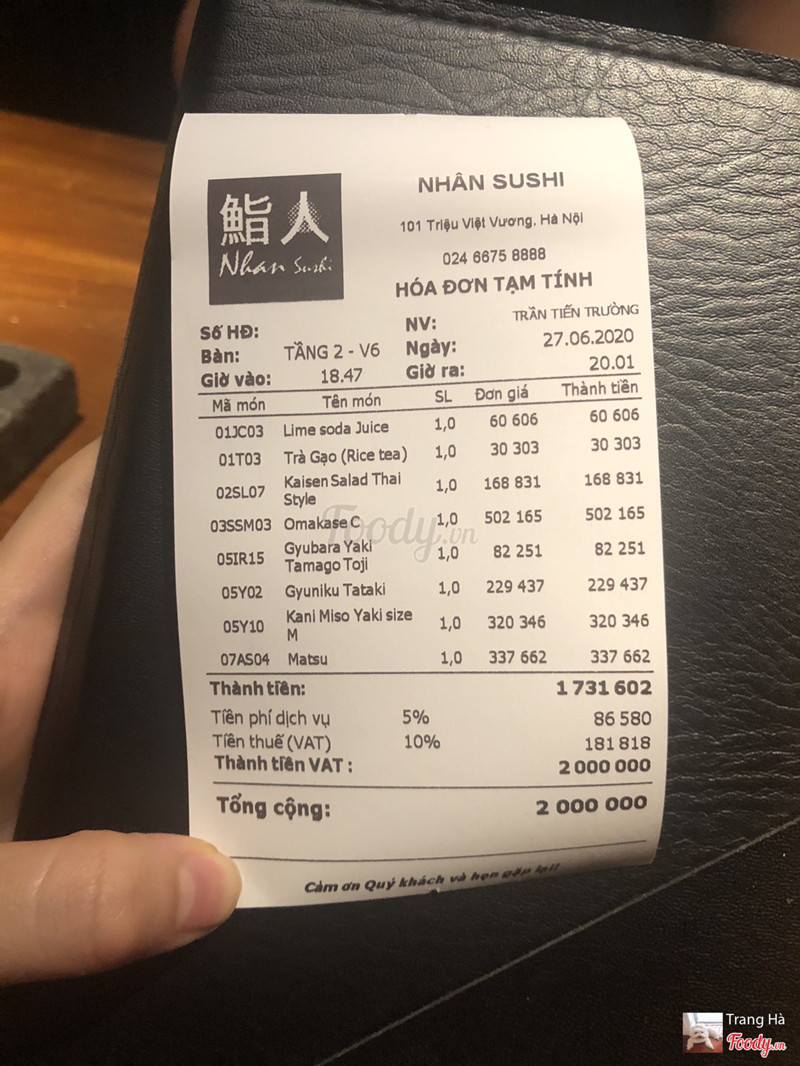 鮨人
Nhan Sushi
NHÂN SUSHI
101 Triệu Việt Vương, Hà Nội
024 6675 8888
HÓA ĐƠN TẠM TÍNH
Số HĐ: NV: TRẦN TIẾN TRƯỜNG
Bàn: TẦNG 2 - V6 Ngày: 27.06.2020
Giờ vào: 18.47 Giờ ra: 20.01
Mã món Tên món SL Đơn giá Thành tiền
01JC03 Lime soda Juice 1,0 60 606 60 606
01T03 Trà Gạo (Rice tea) 1,0 30 303 30 303
02SL07 Kaisen Salad Thai Style 1,0 168 831 168 831
03SSM03 Omakase C 1,0 502 165 502 165
05IR15 Gyubara Yaki Tamago Toji 1,0 82 251 82 251
05Y02 Gyuniku Tataki 1,0 229 437 229 437
05Y10 Kani Miso Yaki size M 1,0 320 346 320 346
07AS04 Matsu 1,0 337 662 337 662
Thành tiền: 1 731 602
Tiền phí dịch vụ 5% 86 580
Tiền thuế (VAT) 10% 181 818
Thành tiền VAT : 2 000 000
Tổng cộng: 2 000 000
Cảm ơn Quý khách và hẹn gặp lại!
Foody.vn
Trang Hà
Foody.vn